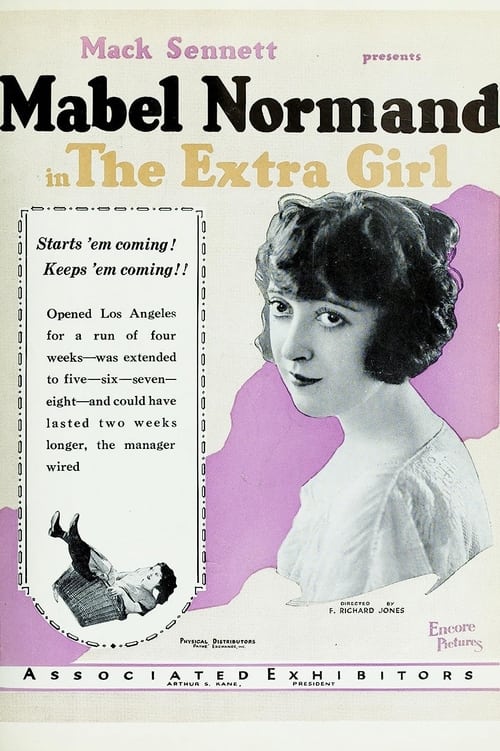 Mack Sennett presents
Mabel Normand
in The Extra Girl
Starts 'em coming!
Keeps 'em coming!!
Opened Los Angeles
for a run of four
weeks—was extended
to five—six—seven—
eight—and could have
lasted two weeks
longer, the manager
wired
DIRECTED BY
F. RICHARD JONES
Encore
Pictures
PHYSICAL DISTRIBUTORS
PATHÉ EXCHANGE, INC.
ASSOCIATED EXHIBITORS
ARTHUR S. KANE, PRESIDENT